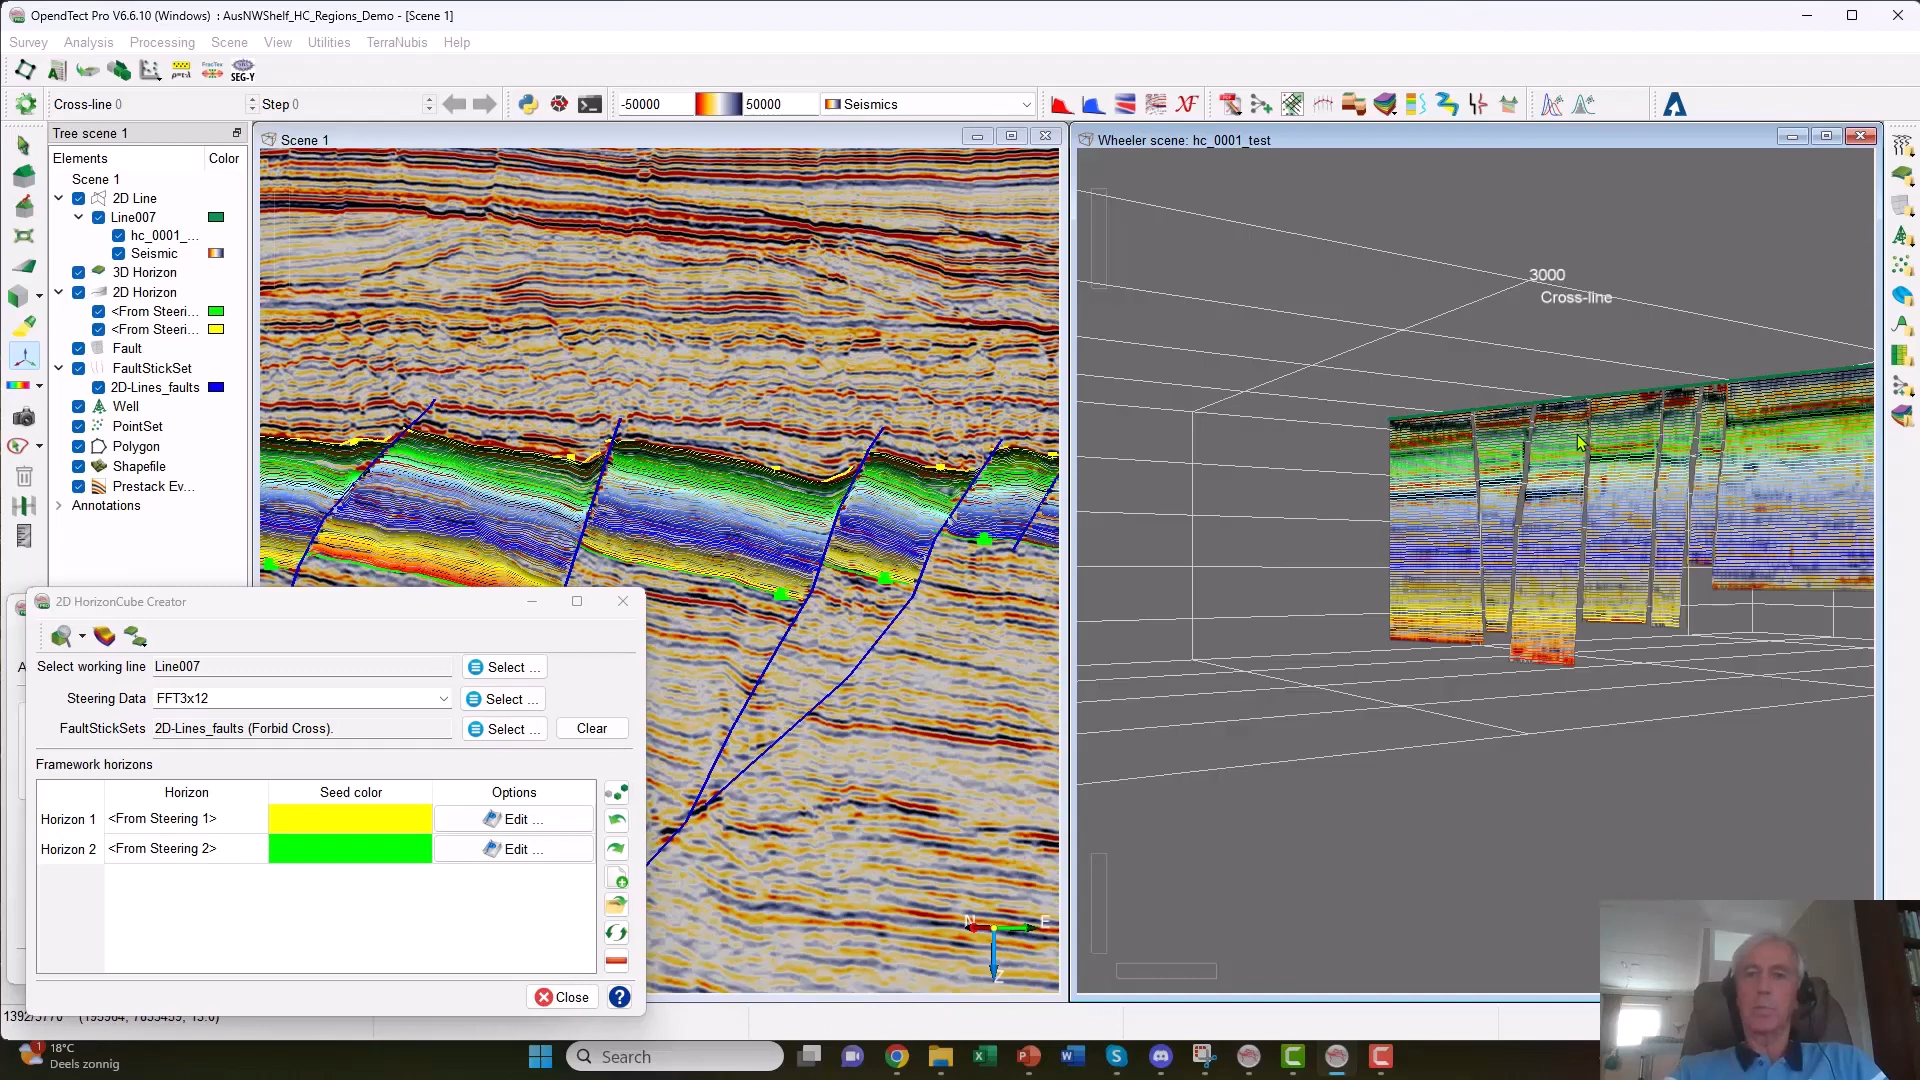 OpendTect Pro V6.6.10 (Windows)  : AusNWShelf_HC_Regions_Demo - [Scene 1]
Survey Analysis Processing Scene View Utilities TerraNubis Help
SEG-Y
Cross-line 0
Step 0
-50000
50000
Seismics
XF
Tree scene 1
Elements Color
Scene 1
2D Line
Line007
hc_0001_...
Seismic
3D Horizon
2D Horizon
<From Steeri...
<From Steeri...
Fault
FaultStickSet
2D-Lines_faults
Well
PointSet
Polygon
Shapefile
Prestack Ev...
Annotations
Scene 1
N
Z
Wheeler scene: hc_0001_test
3000
Cross-line
2D HorizonCube Creator
Select working line Line007 Select ...
Steering Data FFT3x12 Select ...
FaultStickSets 2D-Lines_faults (Forbid Cross). Select ... Clear
Framework horizons
Horizon Seed color Options
Horizon 1 <From Steering 1> Edit ...
Horizon 2 <From Steering 2> Edit ...
Close
18°C
Deels zonnig
Search